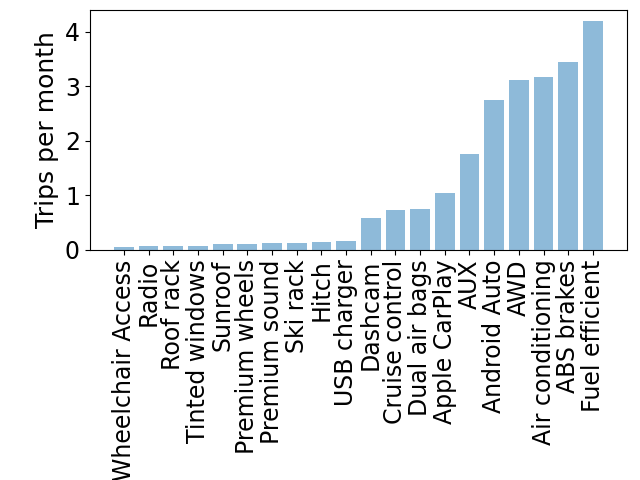 Trips per month
4
3
2
1
0
Wheelchair Access
Radio
Roof rack
Tinted windows
Sunroof
Premium wheels
Premium sound
Ski rack
Hitch
USB charger
Dashcam
Cruise control
Dual air bags
Apple CarPlay
AUX
Android Auto
AWD
Air conditioning
ABS brakes
Fuel efficient